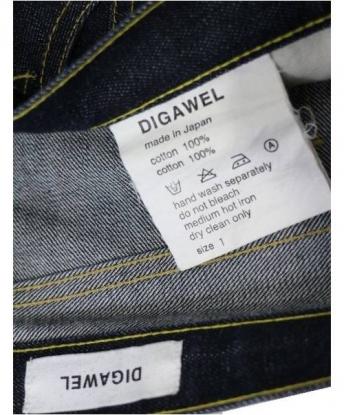 DIGAWEL
made in Japan
cotton 100%
cotton 100%
A
hand wash separately
do not bleach
medium hot iron
dry clean only
size 1
DIGAWEL